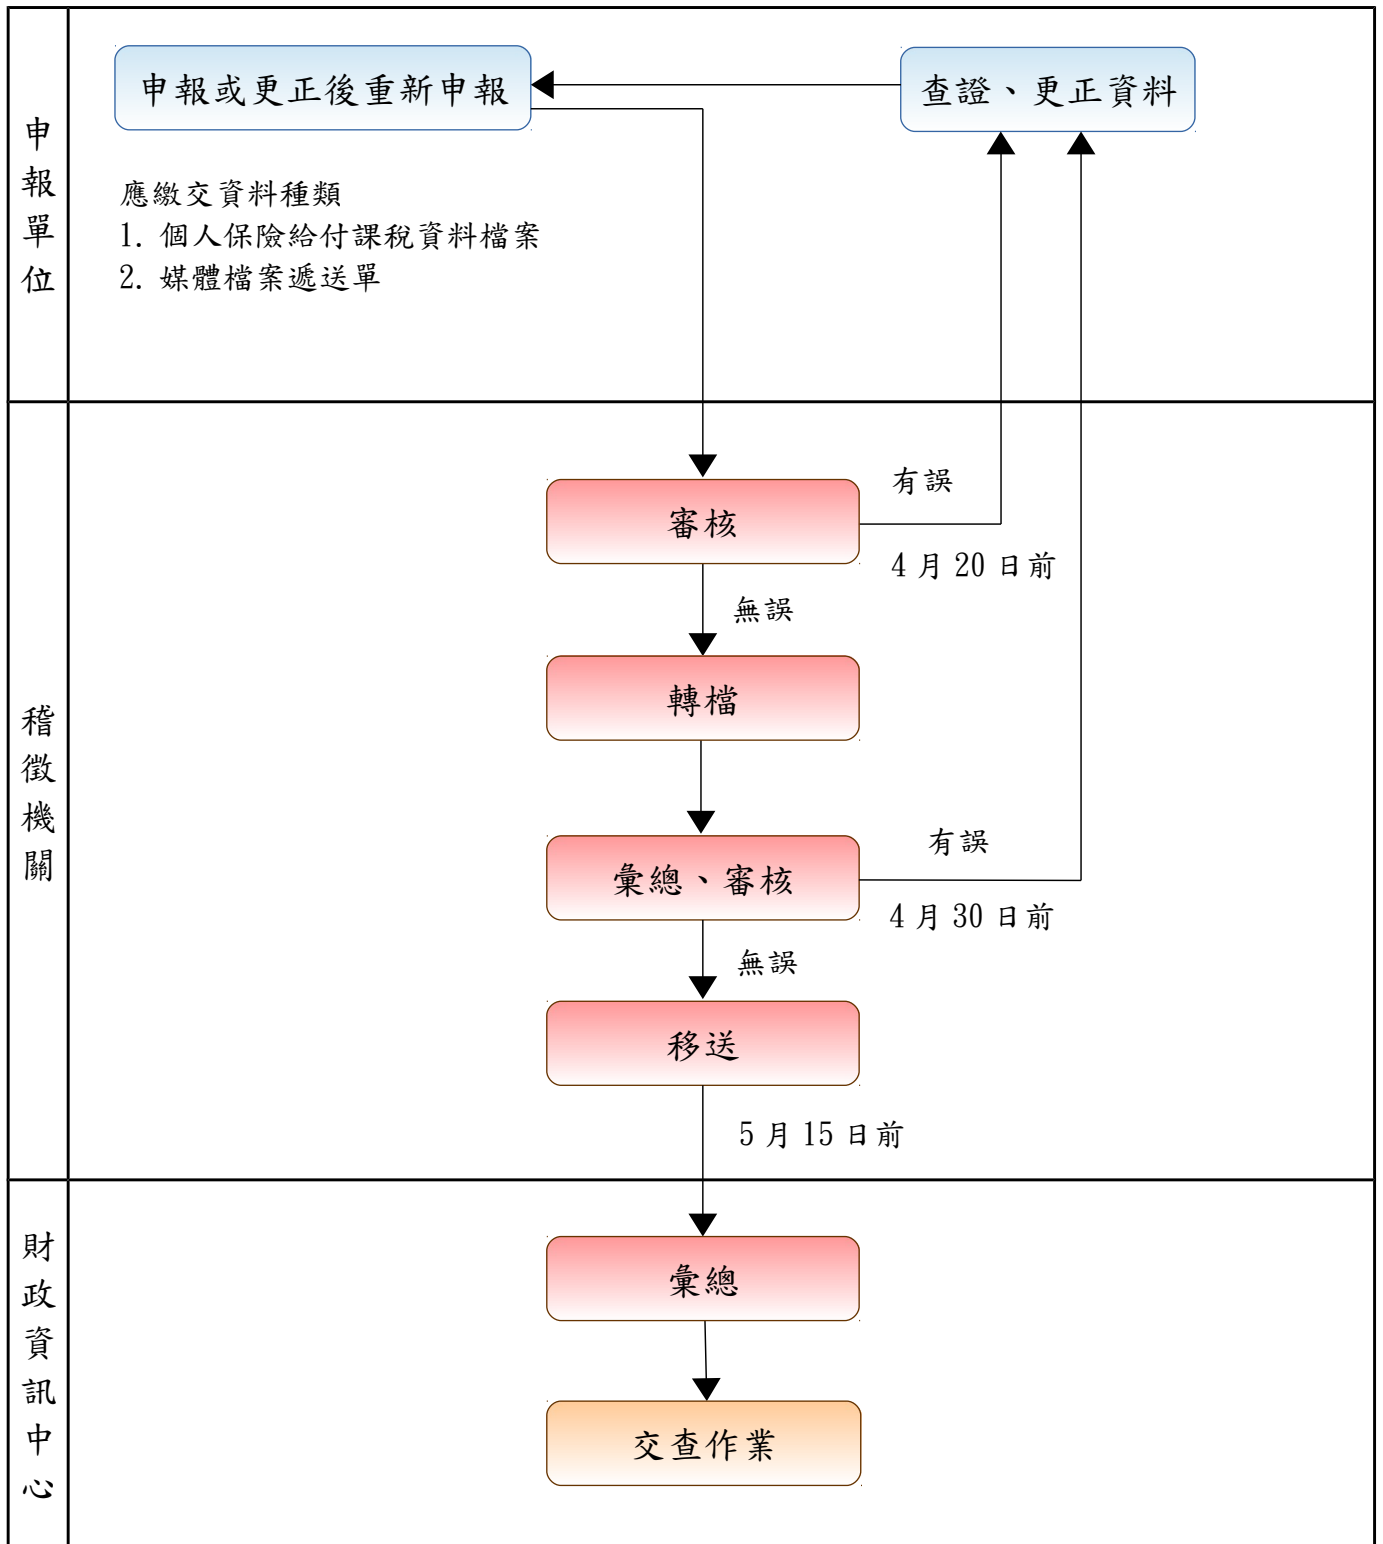 申報單位
申報或更正後重新申報
查證、更正資料
應繳交資料種類
1. 個人保險給付課稅資料檔案
2. 媒體檔案遞送單
稽徵機關
審核
有誤
4月20日前
無誤
轉檔
彙總、審核
有誤
4月30日前
無誤
移送
5月15日前
財政資訊中心
彙總
交查作業